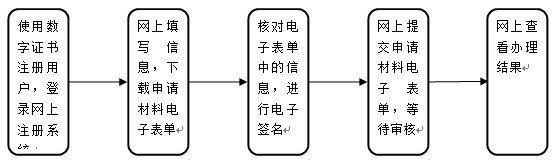 使用数
字证书
注册用
户，登
录网上
注册系
统
网上填
写信
息，下
载申请
材料电
子表单
核对电
子表单
中的信
息，进
行电子
签名
网上提
交申请
材料电
子表
单，等
待审核
网上查
看办理
结果